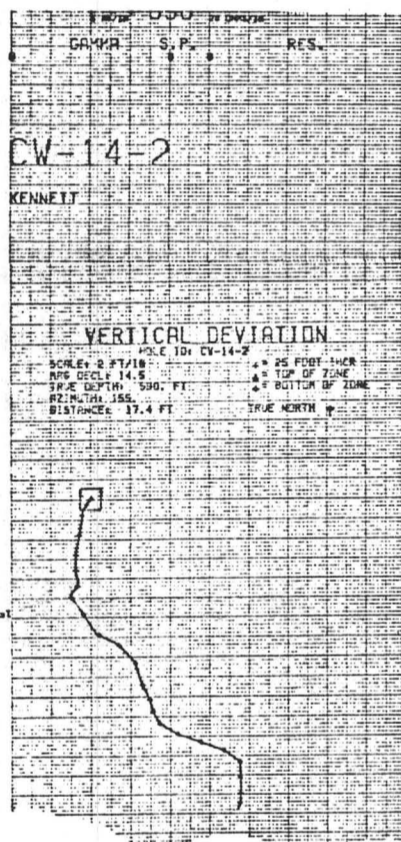 GAMMA S.P. RES.
CW-14-2
KENNETT
VERTICAL DEVIATION
HOLE ID: CW-14-2
SCALE: 2 FT/IN
MAG DECL: 14.5
TRUE DEPTH: 590. FT
AZIMUTH: 155.
DISTANCE: 17.4 FT
+ = 25 FOOT INCR
= TOP OF ZONE
= BOTTOM OF ZONE
TRUE NORTH